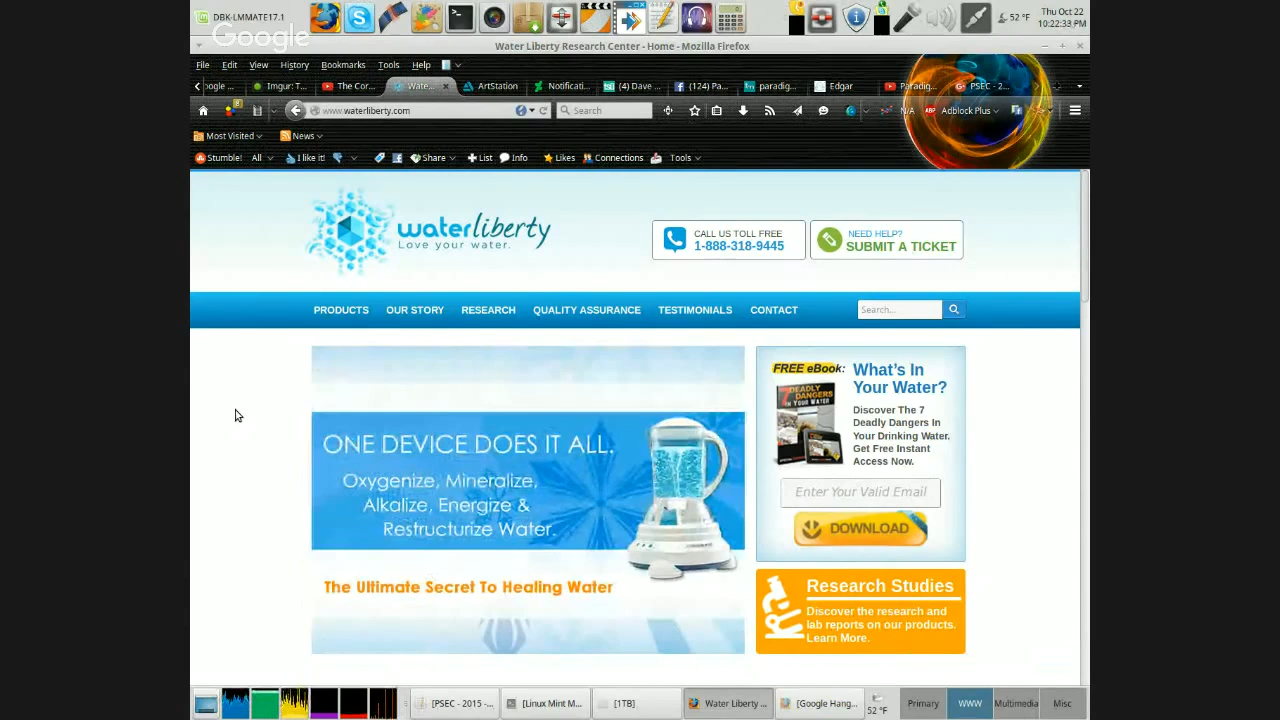 DBK-LMMATE17.1
Google
52 °F
Thu Oct 22
10:22:33 PM
Water Liberty Research Center - Home - Mozilla Firefox
File Edit View History Bookmarks Tools Help
ogle ... Imgur: T... The Cor... Wate... ArtStation Notificati... (4) Dave ... (124) Pa... paradig... Edgar Paradig... PSEC - 2...
www.waterliberty.com Search N/A Adblock Plus
Most Visited News
Stumble! All I like it! Share List Info Likes Connections Tools
waterliberty
Love your water.
CALL US TOLL FREE
1-888-318-9445
NEED HELP?
SUBMIT A TICKET
PRODUCTS OUR STORY RESEARCH QUALITY ASSURANCE TESTIMONIALS CONTACT Search...
ONE DEVICE DOES IT ALL.
Oxygenize, Mineralize,
Alkalize, Energize &
Restructurize Water.
The Ultimate Secret To Healing Water
FREE eBook:
7 DEADLY DANGERS
IN YOUR WATER
What's In
Your Water?
Discover The 7
Deadly Dangers In
Your Drinking Water.
Get Free Instant
Access Now.
Enter Your Valid Email
DOWNLOAD
Research Studies
Discover the research and
lab reports on our products.
Learn More.
[PSEC - 2015 -... [Linux Mint M... [1TB] Water Liberty ... [Google Hang... 52 °F Primary WWW Multimedia Misc